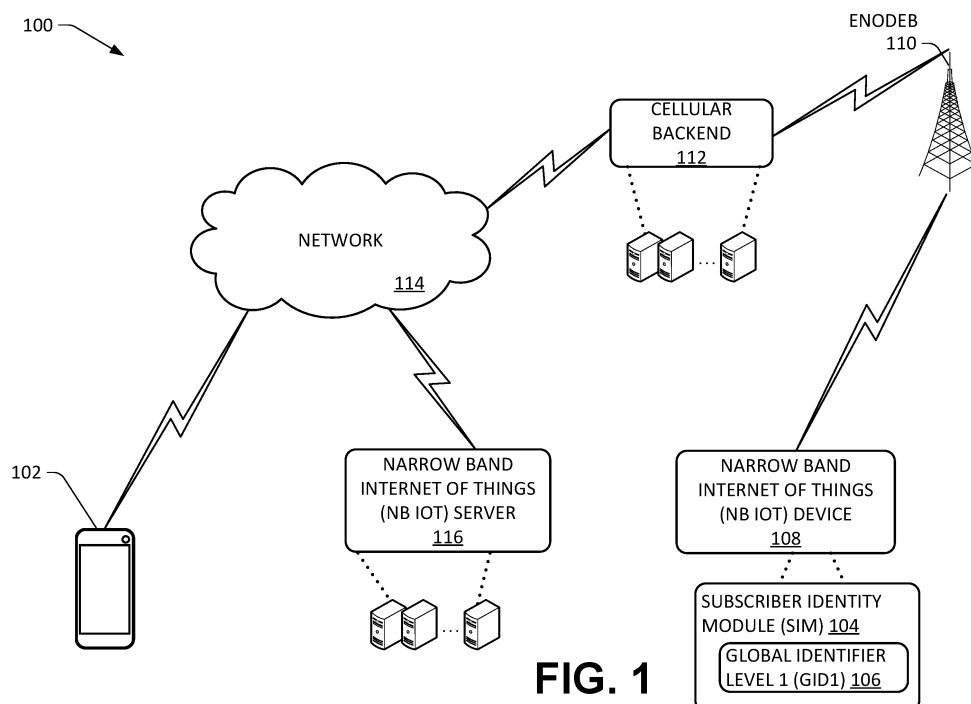 100
ENODEB
110
CELLULAR
BACKEND
112
NETWORK
114
102
NARROW BAND
INTERNET OF THINGS
(NB IOT) SERVER
116
NARROW BAND
INTERNET OF THINGS
(NB IOT) DEVICE
108
SUBSCRIBER IDENTITY
MODULE (SIM) 104
GLOBAL IDENTIFIER
LEVEL 1 (GID1) 106
FIG. 1